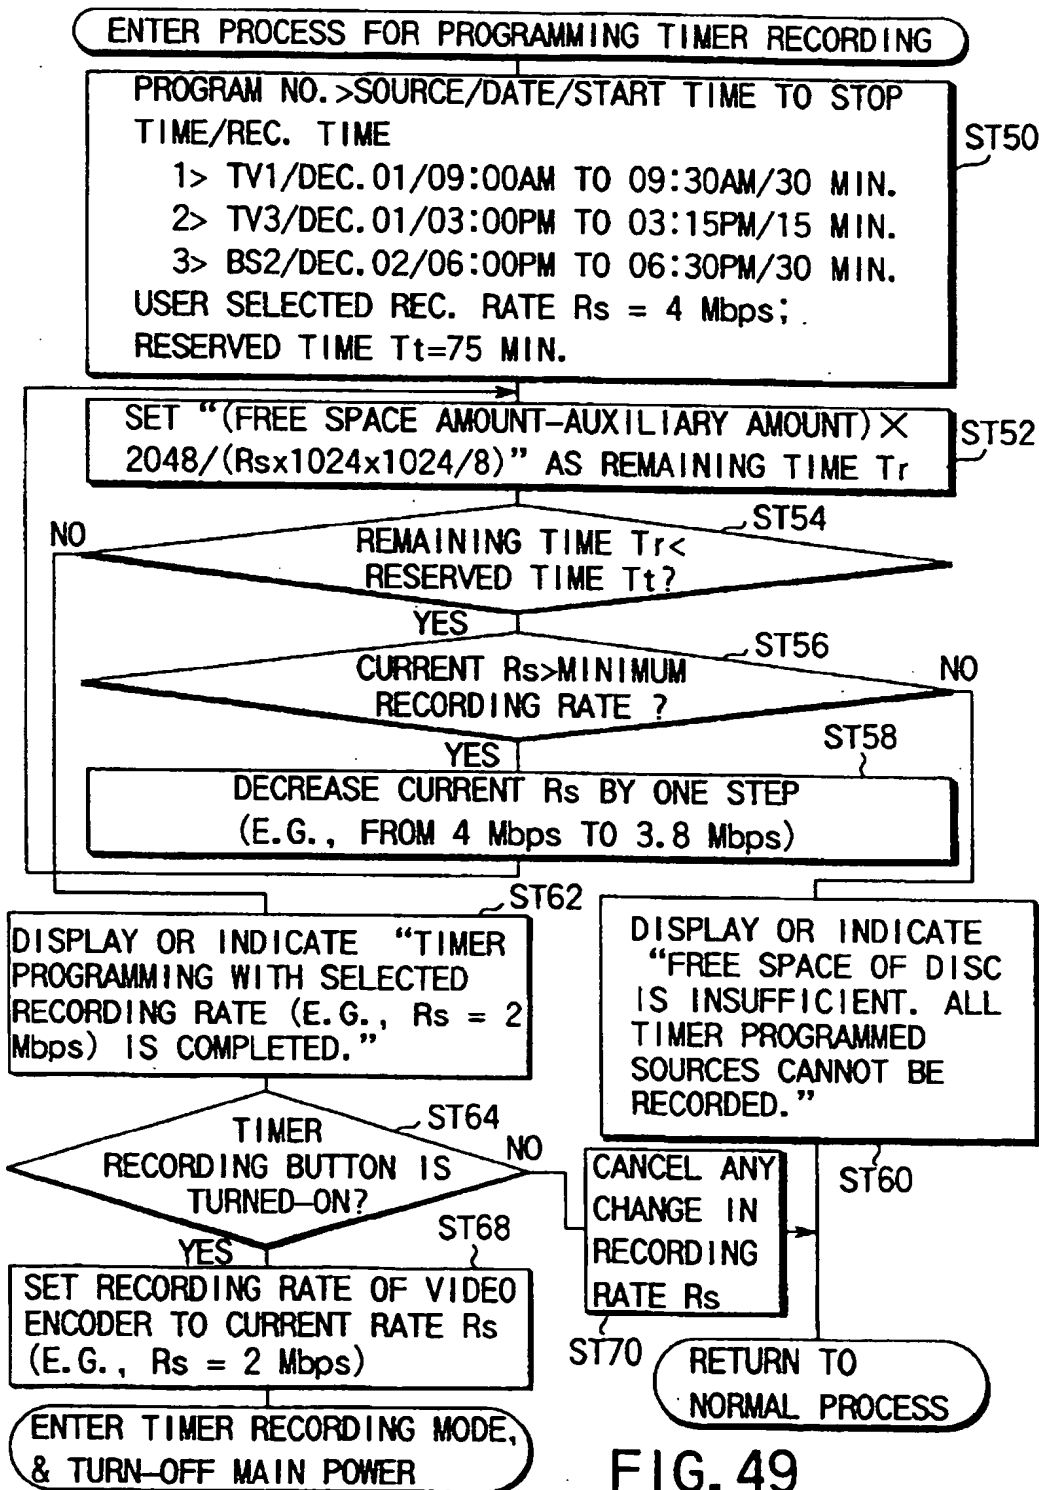 ENTER PROCESS FOR PROGRAMMING TIMER RECORDING
PROGRAM NO.>SOURCE/DATE/START TIME TO STOP
TIME/REC. TIME
1> TV1/DEC.01/09:00AM TO 09:30AM/30 MIN.
2> TV3/DEC.01/03:00PM TO 03:15PM/15 MIN.
3> BS2/DEC.02/06:00PM TO 06:30PM/30 MIN.
USER SELECTED REC. RATE Rs = 4 Mbps;
RESERVED TIME Tt=75 MIN.
ST50
SET “(FREE SPACE AMOUNT–AUXILIARY AMOUNT)×
2048/(Rsx1024x1024/8)” AS REMAINING TIME Tr
ST52
ST54
NO
REMAINING TIME Tr<
RESERVED TIME Tt?
YES
ST56
CURRENT Rs>MINIMUM
RECORDING RATE ?
NO
YES
ST58
DECREASE CURRENT Rs BY ONE STEP
(E.G., FROM 4 Mbps TO 3.8 Mbps)
ST62
DISPLAY OR INDICATE “TIMER
PROGRAMMING WITH SELECTED
RECORDING RATE (E.G., Rs = 2
Mbps) IS COMPLETED.”
DISPLAY OR INDICATE
“FREE SPACE OF DISC
IS INSUFFICIENT. ALL
TIMER PROGRAMMED
SOURCES CANNOT BE
RECORDED.”
ST60
ST64
TIMER
RECORDING BUTTON IS
TURNED–ON?
NO
YES
CANCEL ANY
CHANGE IN
RECORDING
RATE Rs
ST70
ST68
SET RECORDING RATE OF VIDEO
ENCODER TO CURRENT RATE Rs
(E.G., Rs = 2 Mbps)
RETURN TO
NORMAL PROCESS
ENTER TIMER RECORDING MODE,
& TURN–OFF MAIN POWER
FIG. 49